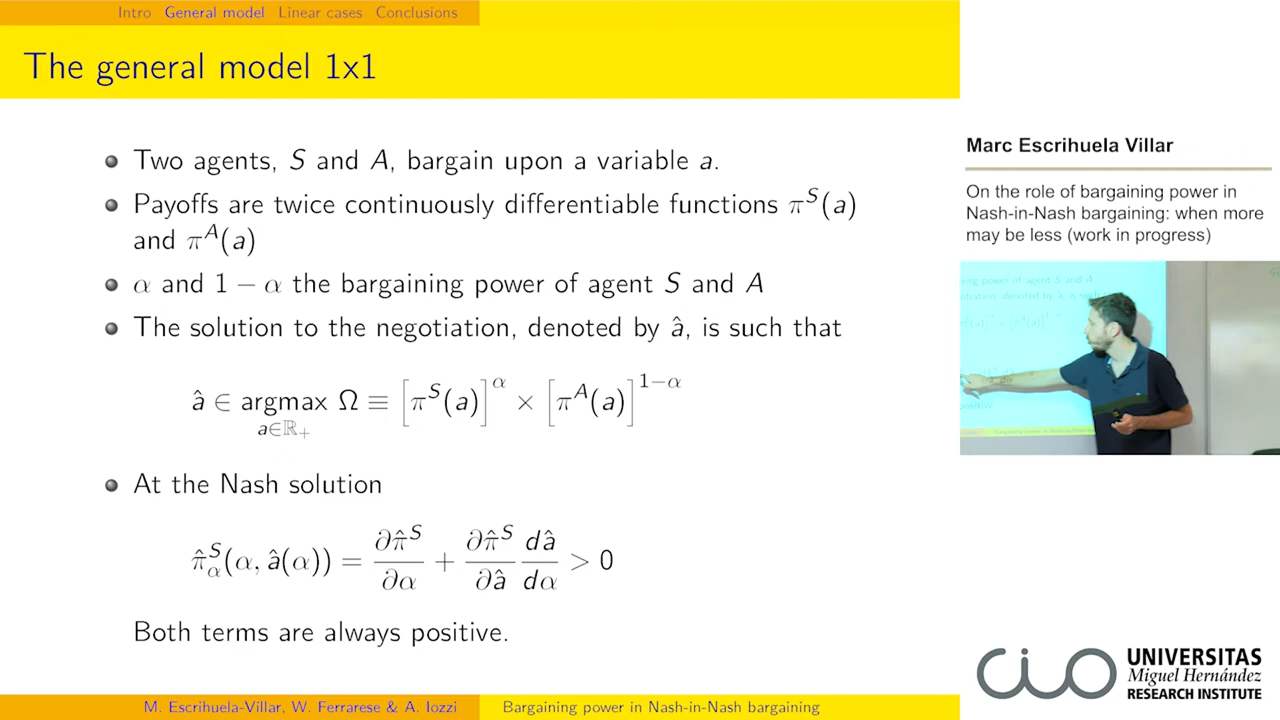 Intro General model Linear cases Conclusions
The general model 1x1
Two agents, S and A, bargain upon a variable a.
Payoffs are twice continuously differentiable functions π^S(a)
and π^A(a)
α and 1 − α the bargaining power of agent S and A
The solution to the negotiation, denoted by â, is such that
â ∈ argmax_{a∈ℝ₊} Ω ≡ [π^S(a)]^α × [π^A(a)]^{1−α}
At the Nash solution
π̂^S_α(α, â(α)) = ∂π̂^S/∂α + ∂π̂^S/∂â dâ/dα > 0
Both terms are always positive.
M. Escrihuela-Villar, W. Ferrarese & A. Iozzi Bargaining power in Nash-in-Nash bargaining
Marc Escrihuela Villar
On the role of bargaining power in
Nash-in-Nash bargaining: when more
may be less (work in progress)
cio UNIVERSITAS
Miguel Hernández
RESEARCH INSTITUTE